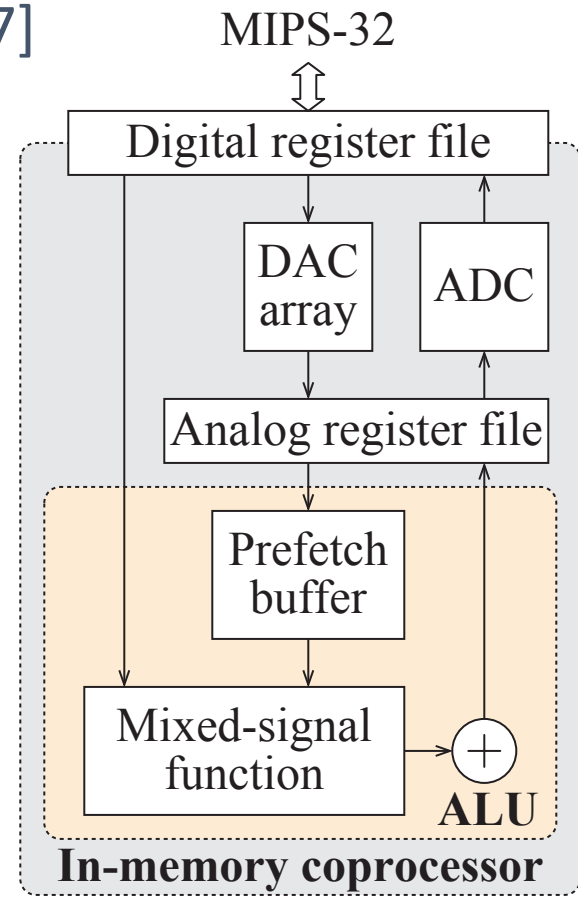 7]
MIPS-32
Digital register file
DAC
array
ADC
Analog register file
Prefetch
buffer
Mixed-signal
function
+
ALU
In-memory coprocessor